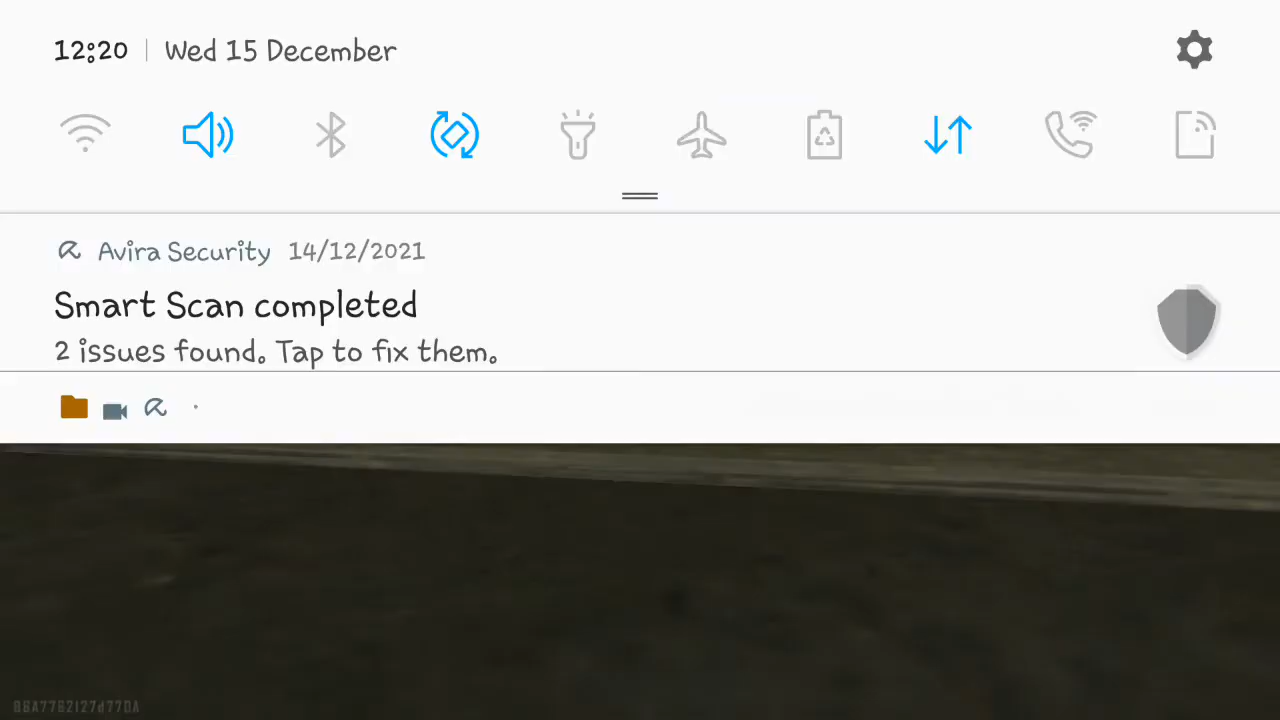 12:20 | Wed 15 December
Avira Security 14/12/2021
Smart Scan completed
2 issues found. Tap to fix them.